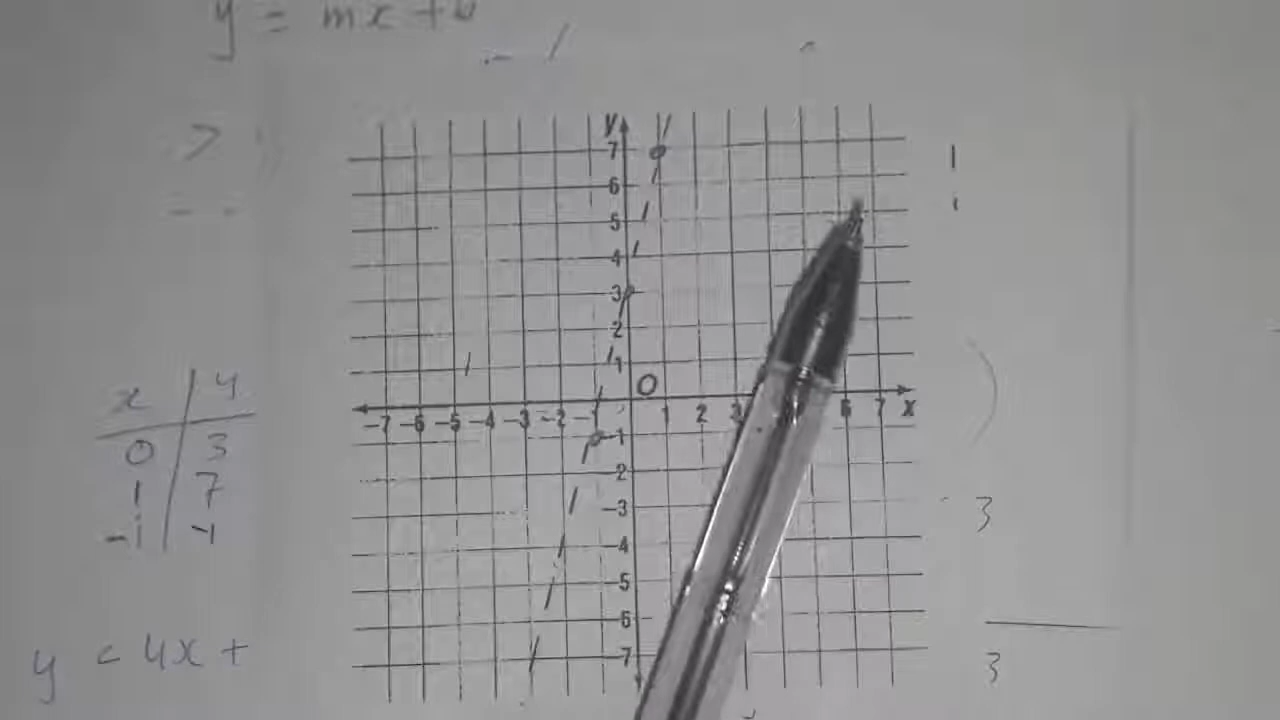 y = mx +
>
y
7
6
5
4
3
2
1
O
-7 -6 -5 -4 -3 -2 -1 1 2 3 6 7 x
-1
-2
-3
-4
-5
6
-7
x | y
0 | 3
1 | 7
-1 | -1
3
y = 4x +
3